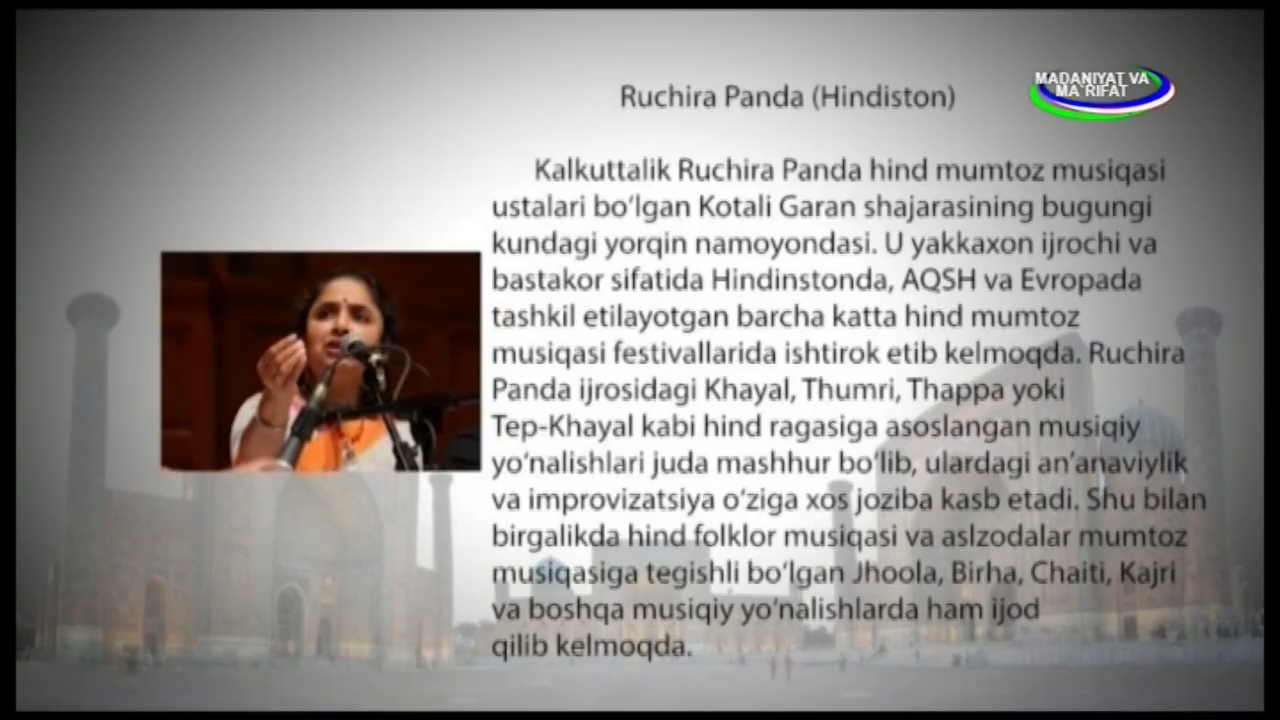 MADANIYAT VA
MA'RIFAT
Ruchira Panda (Hindiston)
Kalkuttalik Ruchira Panda hind mumtoz musiqasi
ustalari bo‘lgan Kotali Garan shajarasining bugungi
kundagi yorqin namoyondasi. U yakkaxon ijrochi va
bastakor sifatida Hindinstonda, AQSH va Evropada
tashkil etilayotgan barcha katta hind mumtoz
musiqasi festivallarida ishtirok etib kelmoqda. Ruchira
Panda ijrosidagi Khayal, Thumri, Thappa yoki
Tep-Khayal kabi hind ragasiga asoslangan musiqiy
yo‘nalishlari juda mashhur bo‘lib, ulardagi an’anaviylik
va improvizatsiya o‘ziga xos joziba kasb etadi. Shu bilan
birgalikda hind folklor musiqasi va aslzodalar mumtoz
musiqasiga tegishli bo‘lgan Jhoola, Birha, Chaiti, Kajri
va boshqa musiqiy yo‘nalishlarda ham ijod
qilib kelmoqda.